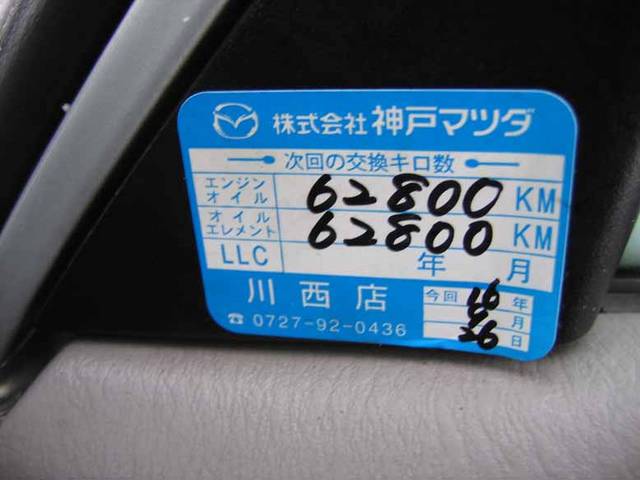 株式会社 神戸マツダ
次回の交換キロ数
エンジンオイル 62800 KM
オイルエレメント 62800 KM
LLC 年 月
川西店
☎ 0727-92-0436
今回 16 年
月
26 日